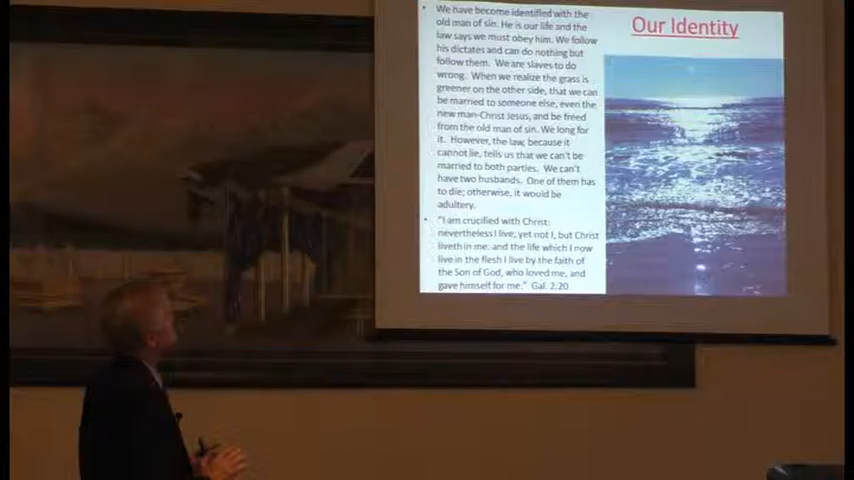 Our Identity
• We have become identified with the
old man of sin. He is our life and the
law says we must obey him. We follow
his dictates and can do nothing but
follow them. We are slaves to do
wrong. When we realize the grass is
greener on the other side, that we can
be married to someone else, even the
new man-Christ Jesus, and be freed
from the old man of sin. We long for
it. However, the law, because it
cannot lie, tells us that we can't be
married to both parties. We can't
have two husbands. One of them has
to die; otherwise, it would be
adultery.
• "I am crucified with Christ:
nevertheless I live; yet not I, but Christ
liveth in me: and the life which I now
live in the flesh I live by the faith of
the Son of God, who loved me, and
gave himself for me." Gal. 2:20